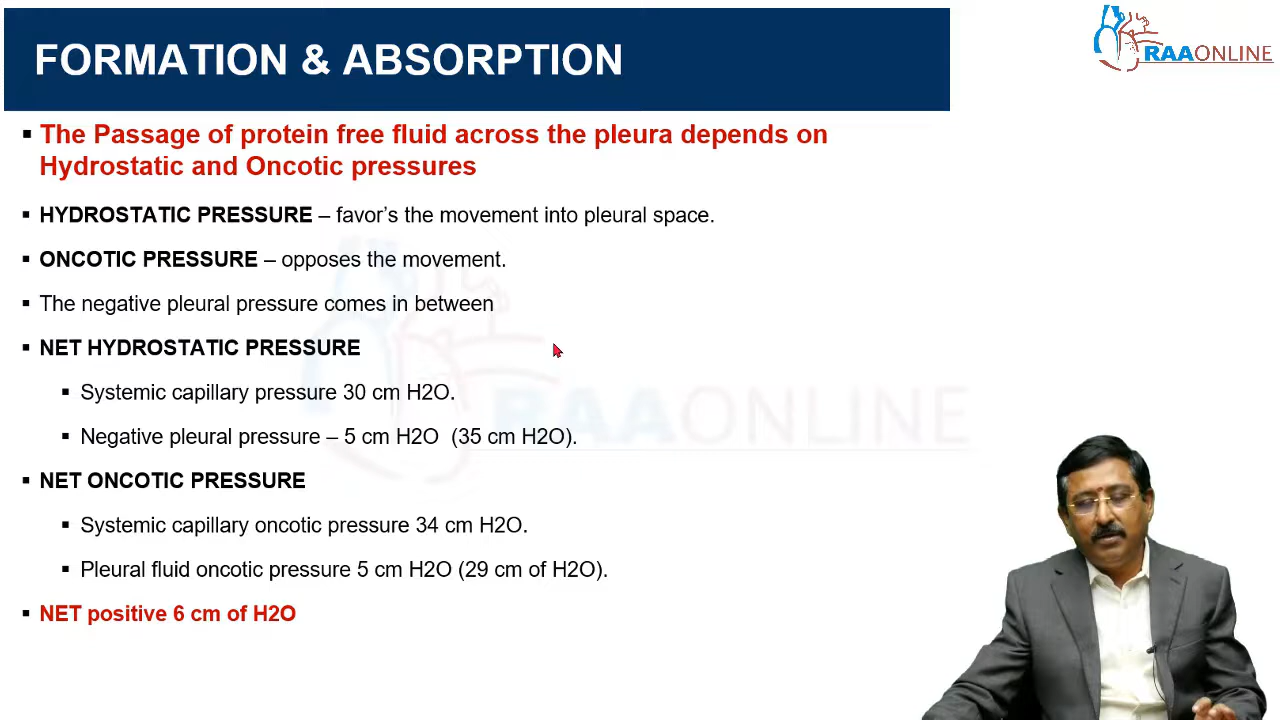 FORMATION & ABSORPTION
RAAONLINE
▪ The Passage of protein free fluid across the pleura depends on
Hydrostatic and Oncotic pressures
▪ HYDROSTATIC PRESSURE – favor's the movement into pleural space.
▪ ONCOTIC PRESSURE – opposes the movement.
▪ The negative pleural pressure comes in between
▪ NET HYDROSTATIC PRESSURE
▪ Systemic capillary pressure 30 cm H2O.
RAAONLINE
▪ Negative pleural pressure – 5 cm H2O (35 cm H2O).
▪ NET ONCOTIC PRESSURE
▪ Systemic capillary oncotic pressure 34 cm H2O.
▪ Pleural fluid oncotic pressure 5 cm H2O (29 cm of H2O).
▪ NET positive 6 cm of H2O